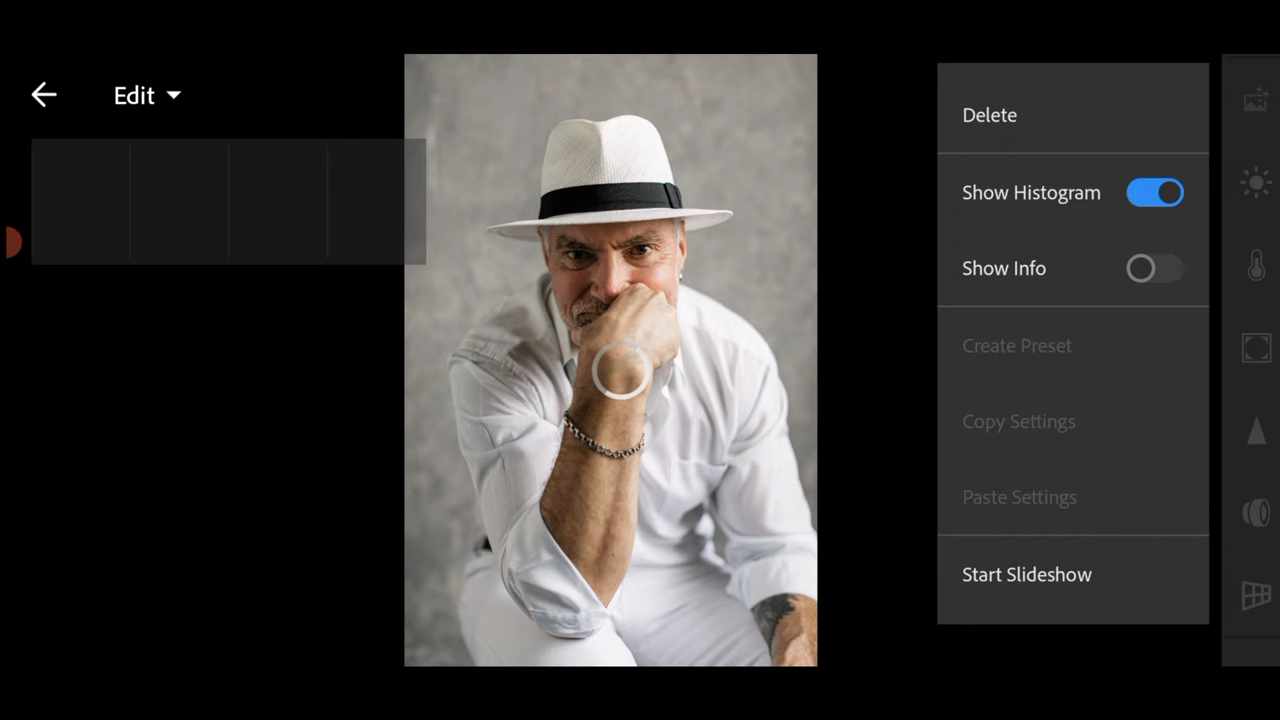 Edit
Delete
Show Histogram
Show Info
Create Preset
Copy Settings
Paste Settings
Start Slideshow